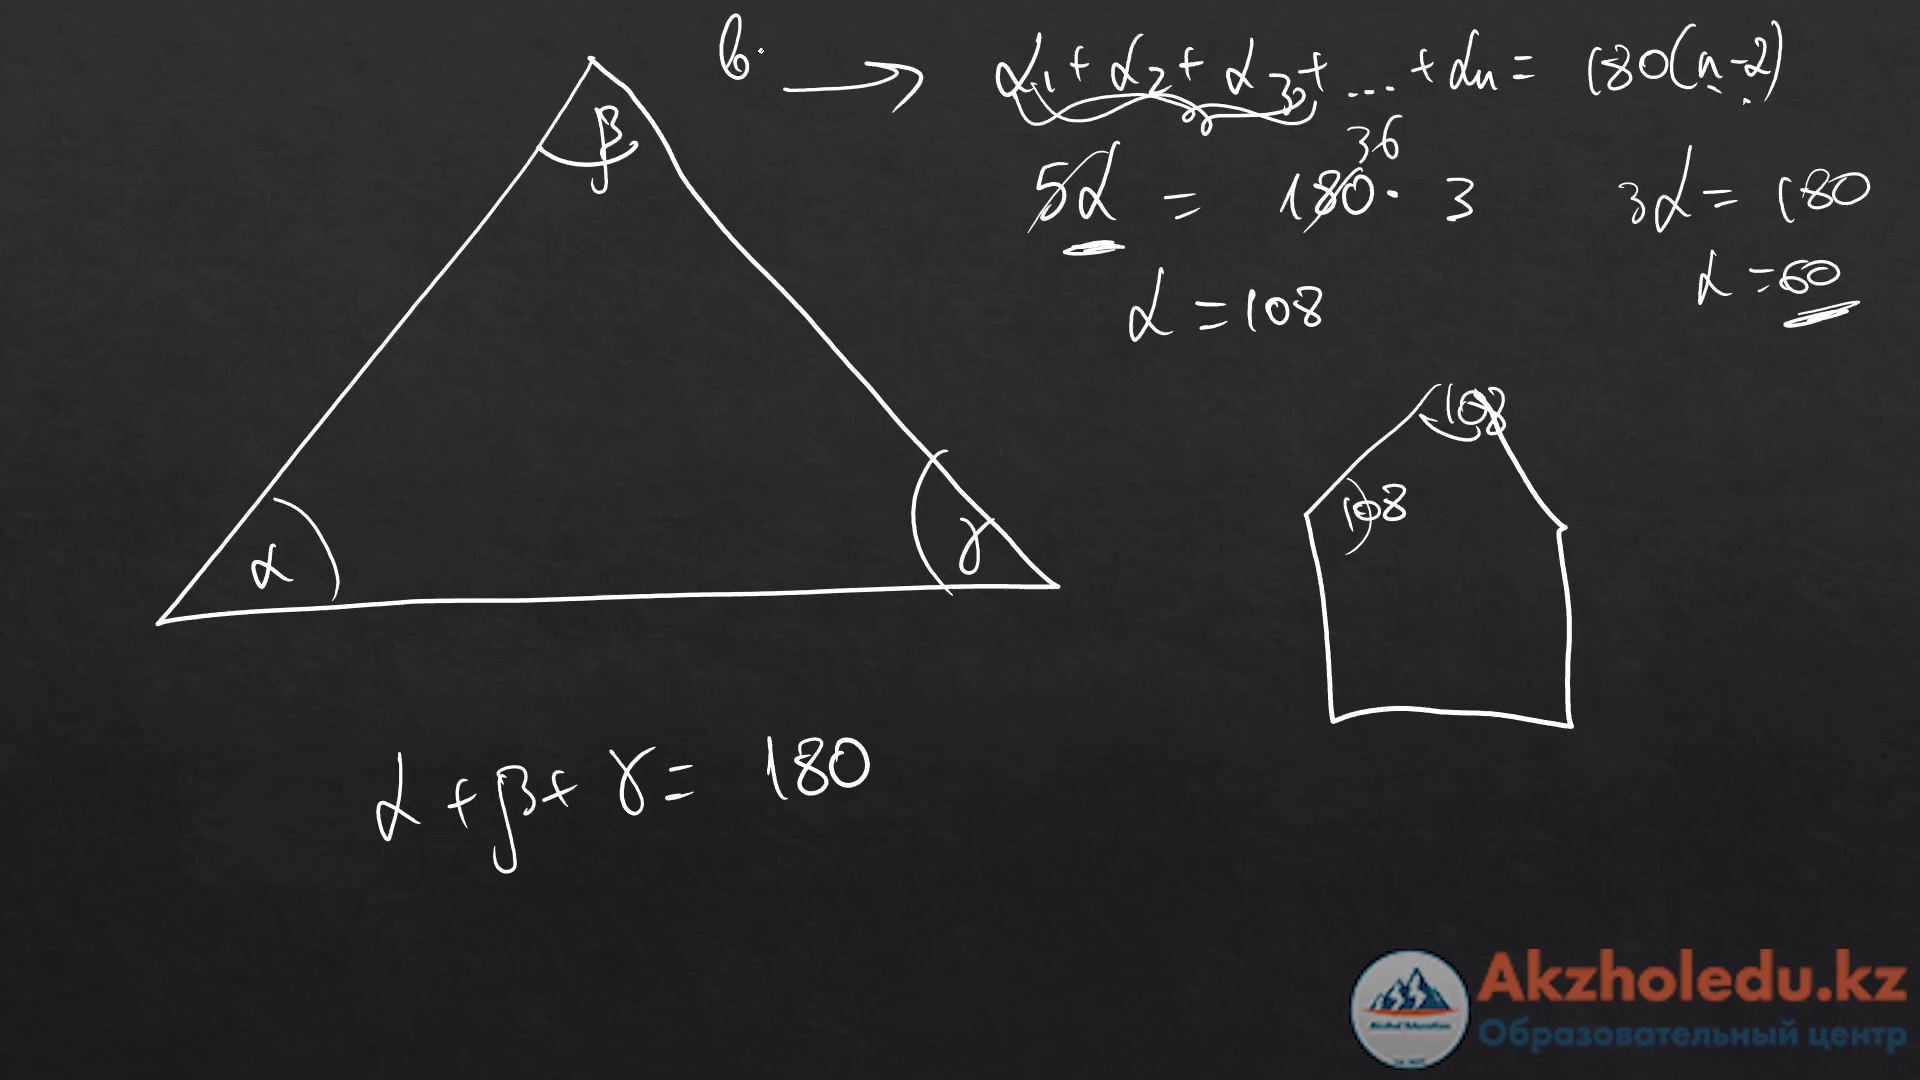 α₁ + α₂ + α₃ + ... + αn = 180(n-2)
36
5α = 180 · 3
3α = 180
α = 108
α = 60
β
α
γ
108
108
α + β + γ = 180
Akzholedu.kz
Образовательный центр